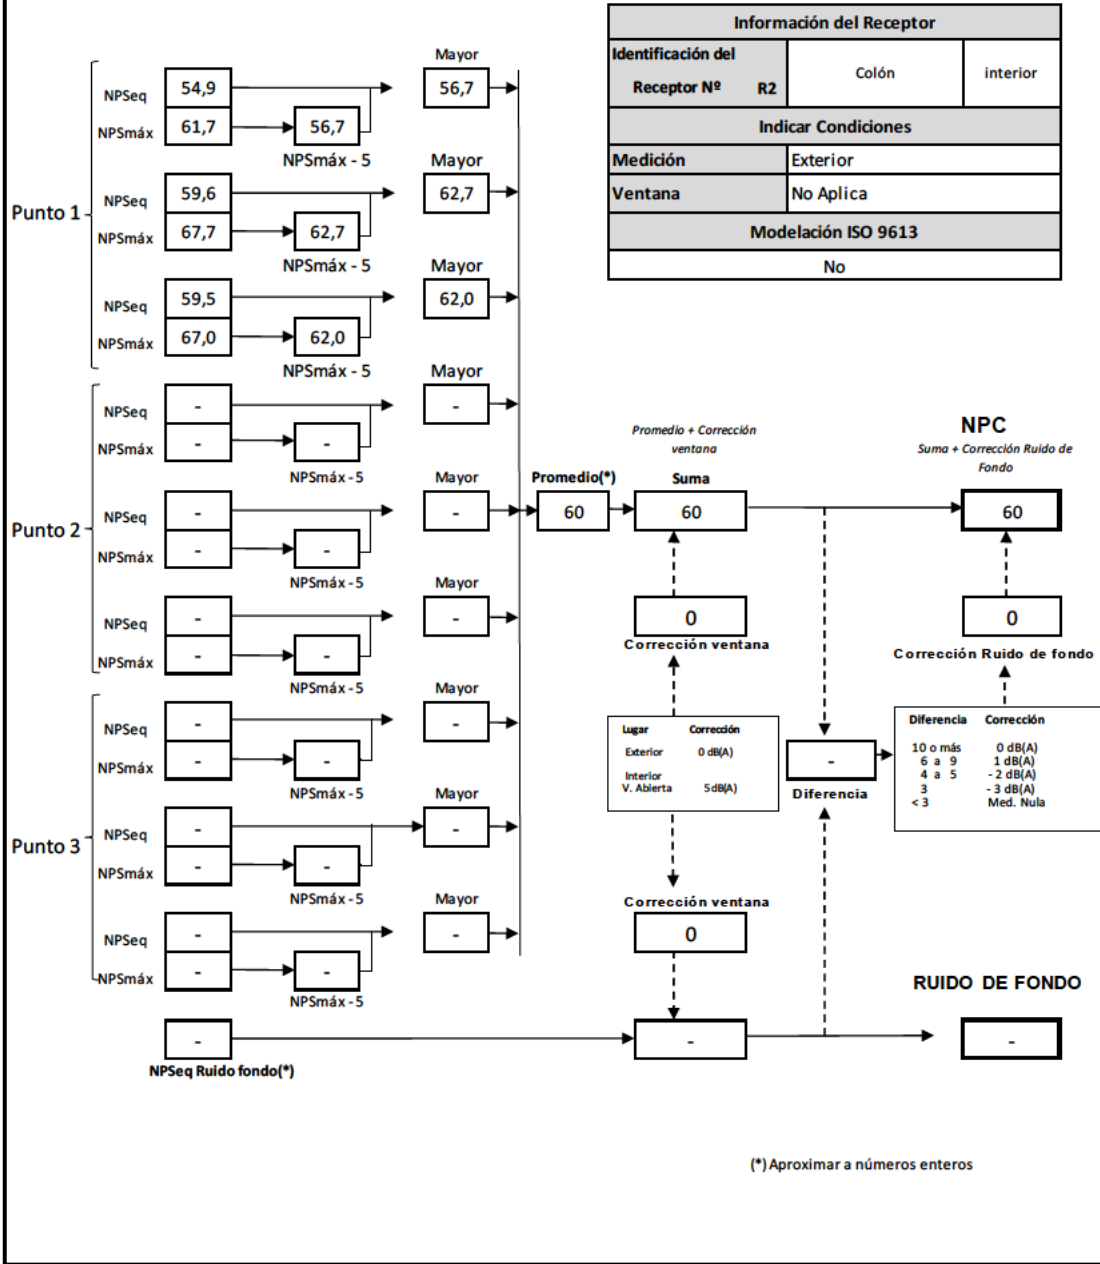 Información del Receptor
Identificación del
Receptor Nº R2
Colón
interior
Indicar Condiciones
Medición Exterior
Ventana No Aplica
Modelación ISO 9613
No
Punto 1
Mayor
NPSeq 54,9 56,7
NPSmáx 61,7 56,7
NPSmáx - 5
Mayor
NPSeq 59,6 62,7
NPSmáx 67,7 62,7
NPSmáx - 5
Mayor
NPSeq 59,5 62,0
NPSmáx 67,0 62,0
NPSmáx - 5
Punto 2
Mayor
NPSeq - -
NPSmáx - -
NPSmáx - 5
Mayor
NPSeq - -
NPSmáx - -
NPSmáx - 5
Mayor
NPSeq - -
NPSmáx - -
NPSmáx - 5
Punto 3
Mayor
NPSeq - -
NPSmáx - -
NPSmáx - 5
Mayor
NPSeq - -
NPSmáx - -
NPSmáx - 5
Mayor
NPSeq - -
NPSmáx - -
NPSmáx - 5
-
NPSeq Ruido fondo(*)
Promedio(*)
60
Promedio + Corrección
ventana
Suma
60
0
Corrección ventana
Lugar Corrección
Exterior 0 dB(A)
Interior
V. Abierta 5 dB(A)
Corrección ventana
0
-
NPC
Suma + Corrección Ruido de
Fondo
60
0
Corrección Ruido de fondo
-
Diferencia
Diferencia Corrección
10 o más 0 dB(A)
6 a 9 1 dB(A)
4 a 5 - 2 dB(A)
3 - 3 dB(A)
< 3 Med. Nula
RUIDO DE FONDO
-
(*) Aproximar a números enteros